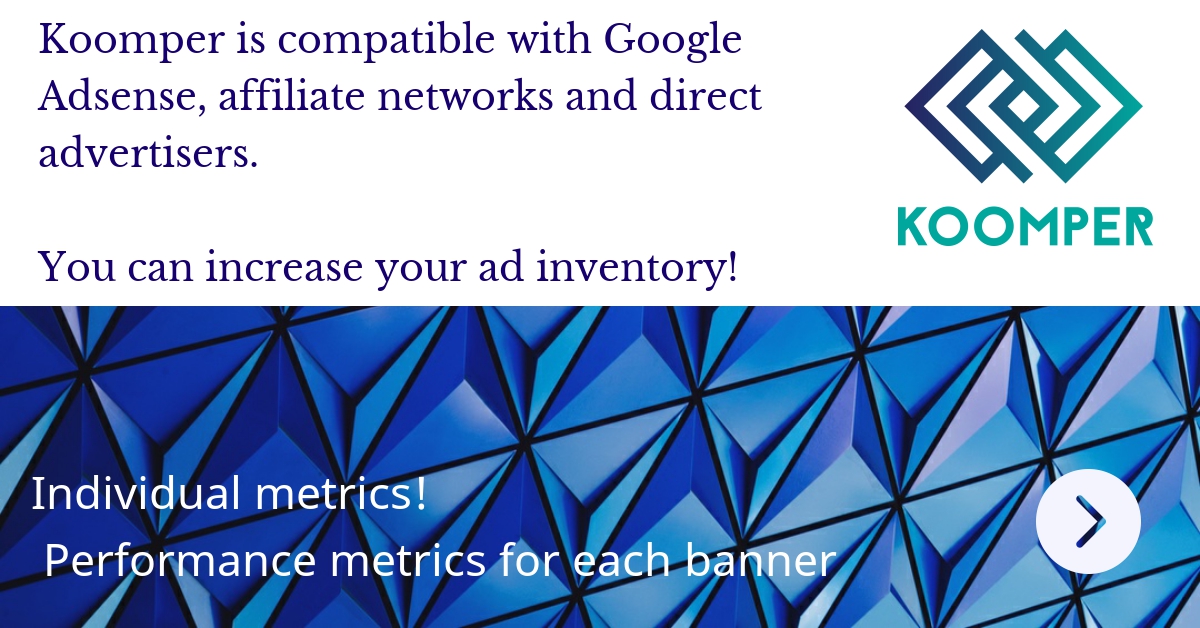 Koomper is compatible with Google
Adsense, affiliate networks and direct
advertisers.
You can increase your ad inventory!
KOOMPER
Individual metrics!
Performance metrics for each banner